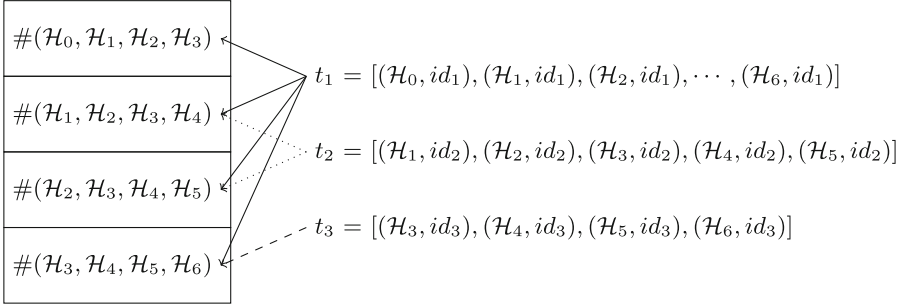 #(ℋ₀, ℋ₁, ℋ₂, ℋ₃)
t₁ = [(ℋ₀, id₁), (ℋ₁, id₁), (ℋ₂, id₁), ⋯ , (ℋ₆, id₁)]
#(ℋ₁, ℋ₂, ℋ₃, ℋ₄)
t₂ = [(ℋ₁, id₂), (ℋ₂, id₂), (ℋ₃, id₂), (ℋ₄, id₂), (ℋ₅, id₂)]
#(ℋ₂, ℋ₃, ℋ₄, ℋ₅)
t₃ = [(ℋ₃, id₃), (ℋ₄, id₃), (ℋ₅, id₃), (ℋ₆, id₃)]
#(ℋ₃, ℋ₄, ℋ₅, ℋ₆)